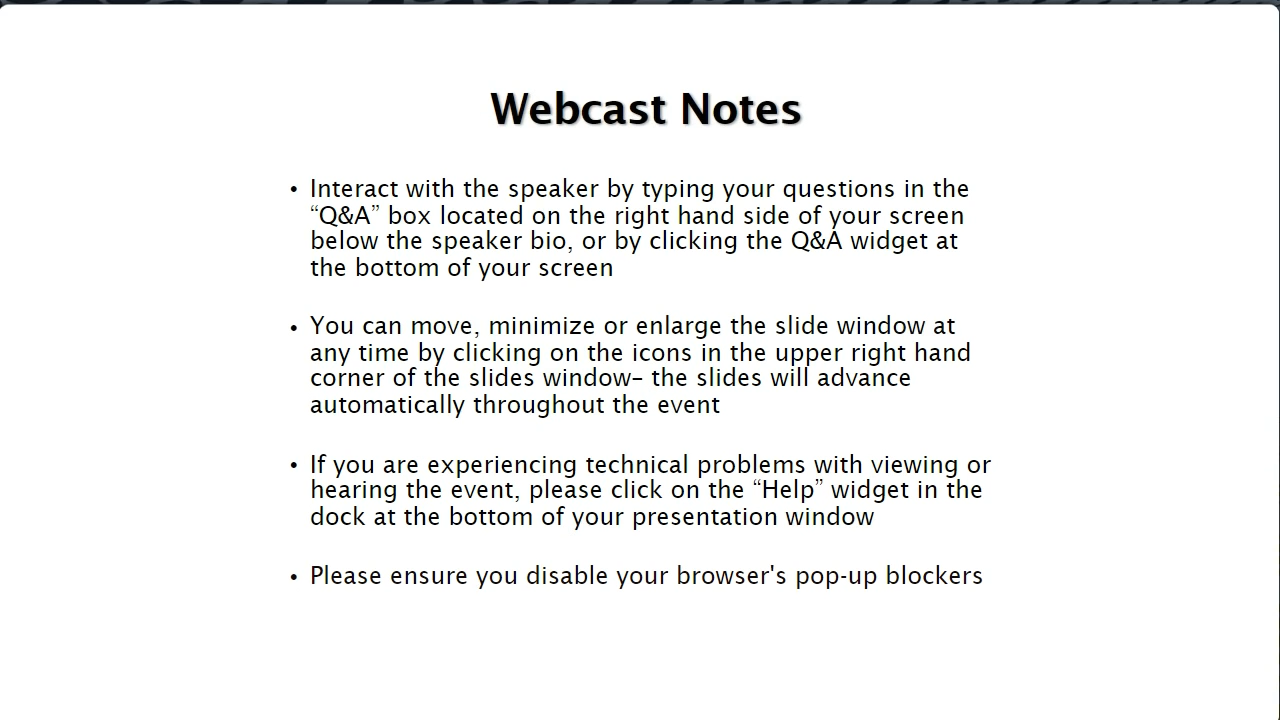 Webcast Notes
• Interact with the speaker by typing your questions in the
“Q&A” box located on the right hand side of your screen
below the speaker bio, or by clicking the Q&A widget at
the bottom of your screen
• You can move, minimize or enlarge the slide window at
any time by clicking on the icons in the upper right hand
corner of the slides window– the slides will advance
automatically throughout the event
• If you are experiencing technical problems with viewing or
hearing the event, please click on the “Help” widget in the
dock at the bottom of your presentation window
• Please ensure you disable your browser's pop-up blockers